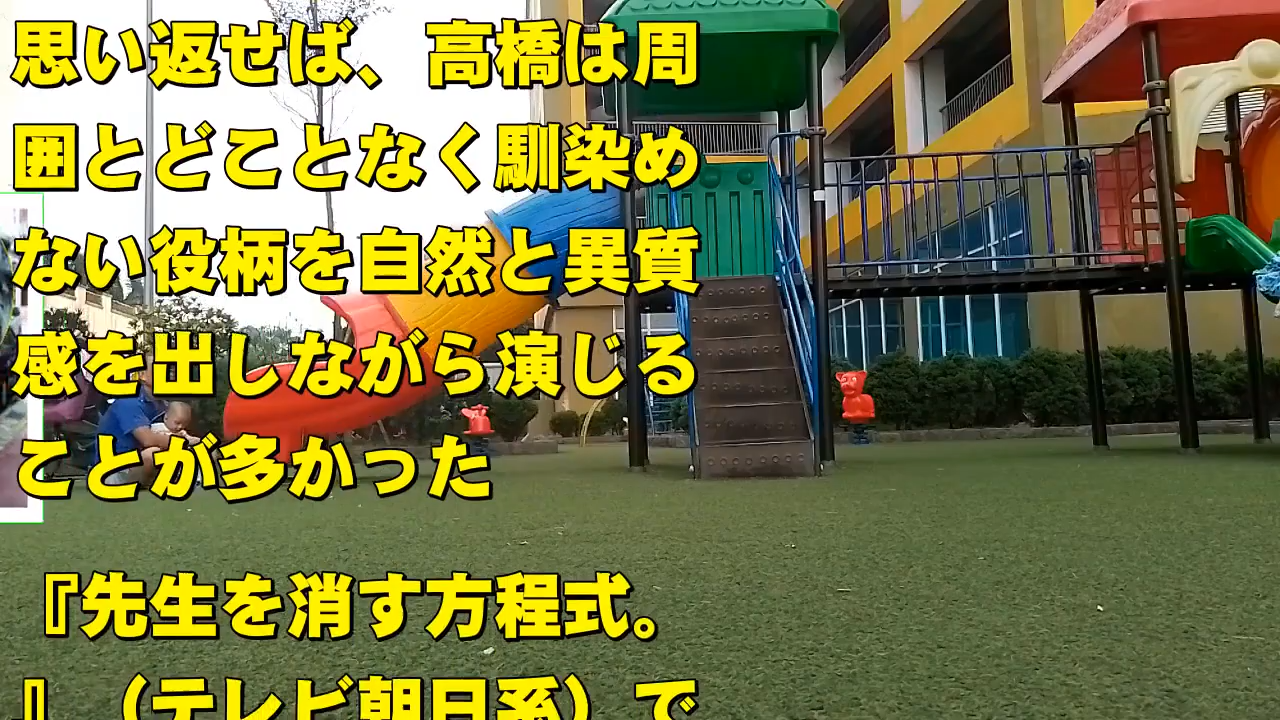 思い返せば、高橋は周
囲とどことなく馴染め
ない役柄を自然と異質
感を出しながら演じる
ことが多かった
『先生を消す方程式。
』（テレビ朝日系）で